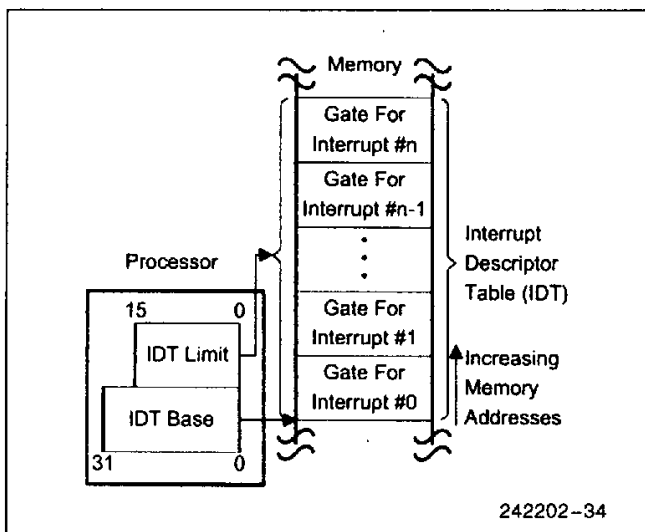 Memory
Gate For
Interrupt #n
Gate For
Interrupt #n-1
Interrupt
Descriptor
Table (IDT)
Processor
15 0
IDT Limit
Gate For
Interrupt #1
Increasing
Memory
Addresses
IDT Base
Gate For
Interrupt #0
31 0
242202-34